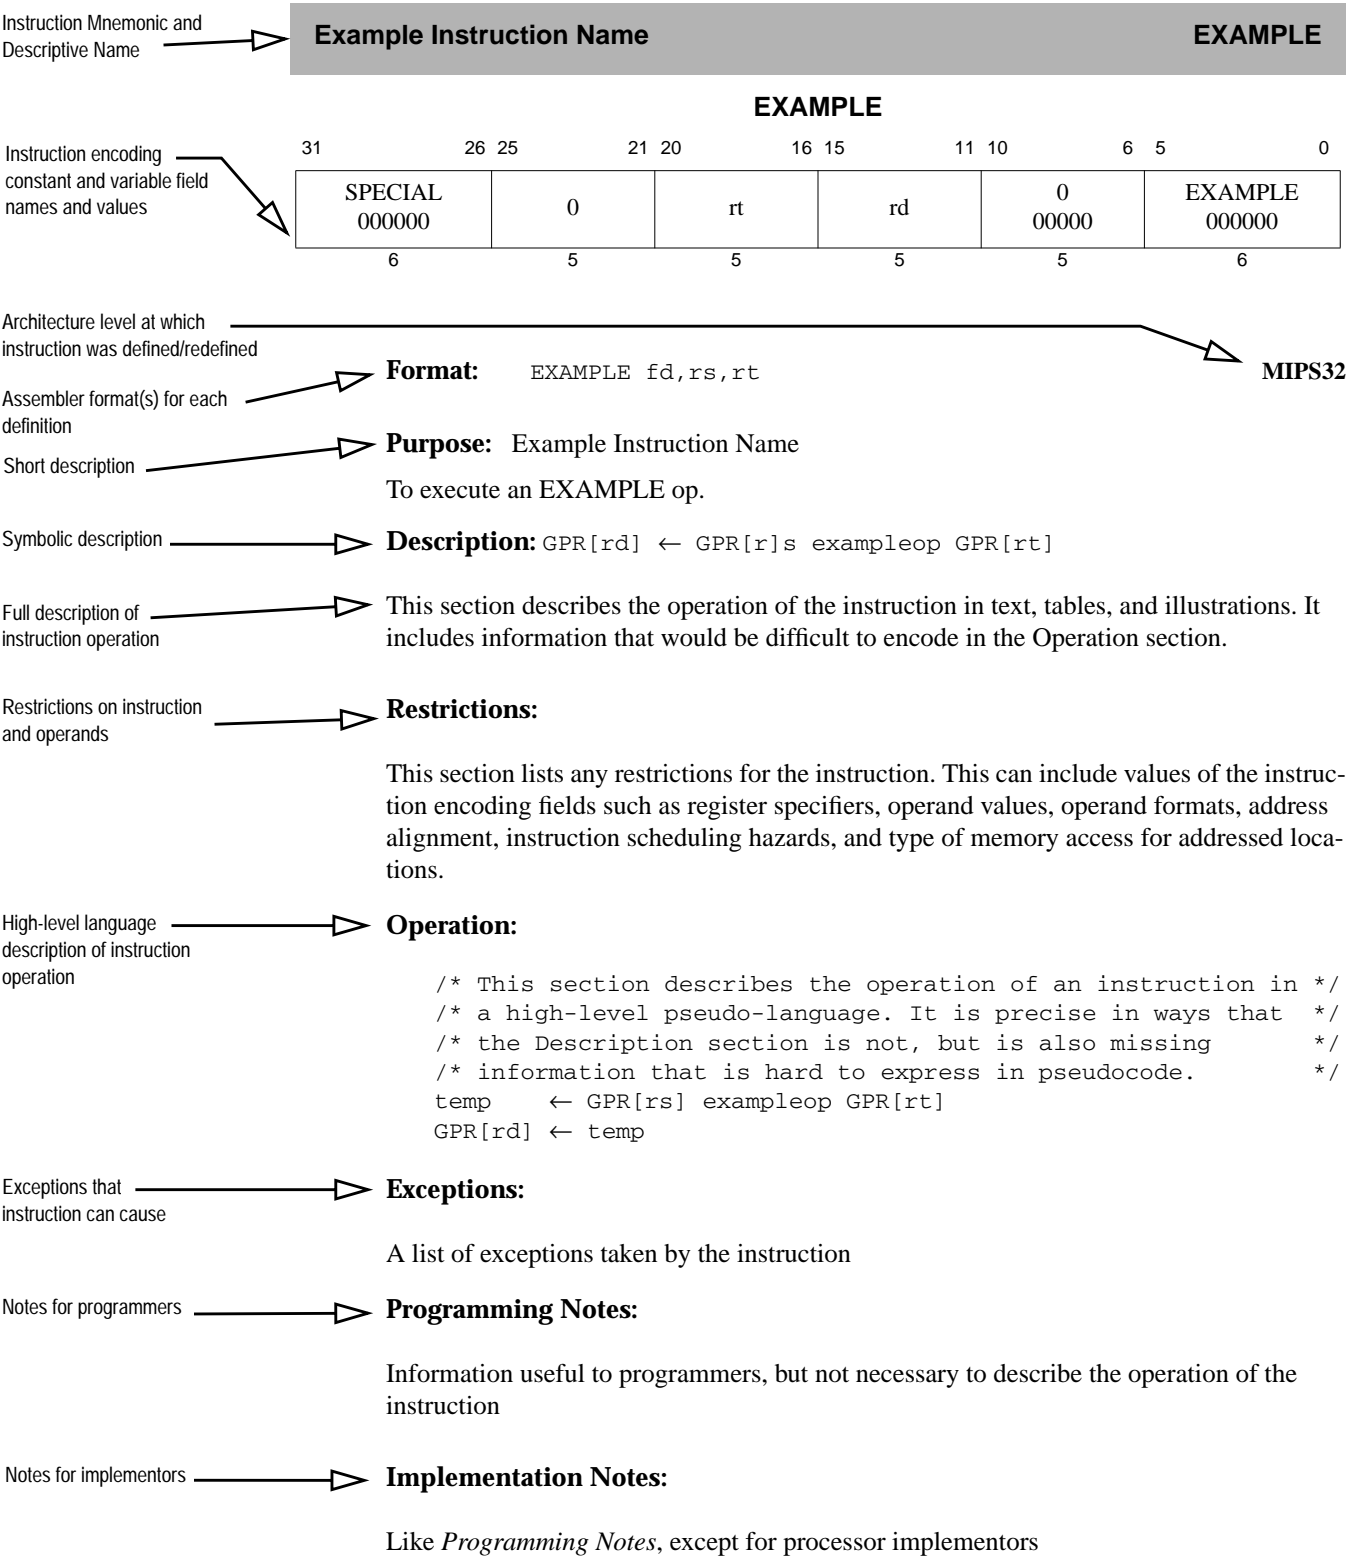 Instruction Mnemonic and
Descriptive Name
Example Instruction Name EXAMPLE
EXAMPLE
31 26 25 21 20 16 15 11 10 6 5 0
Instruction encoding
constant and variable field
names and values
SPECIAL 0 EXAMPLE
0 rt rd
000000 00000 000000
6 5 5 5 5 6
Architecture level at which
instruction was defined/redefined
Format: EXAMPLE fd,rs,rt MIPS32
Assembler format(s) for each
definition
Purpose: Example Instruction Name
Short description
To execute an EXAMPLE op.
Symbolic description
Description: GPR[rd] ← GPR[r]s exampleop GPR[rt]
Full description of
instruction operation
This section describes the operation of the instruction in text, tables, and illustrations. It
includes information that would be difficult to encode in the Operation section.
Restrictions on instruction
and operands
Restrictions:
This section lists any restrictions for the instruction. This can include values of the instruc-
tion encoding fields such as register specifiers, operand values, operand formats, address
alignment, instruction scheduling hazards, and type of memory access for addressed loca-
tions.
High-level language
description of instruction
operation
Operation:
/* This section describes the operation of an instruction in */
/* a high-level pseudo-language. It is precise in ways that */
/* the Description section is not, but is also missing */
/* information that is hard to express in pseudocode. */
temp ← GPR[rs] exampleop GPR[rt]
GPR[rd] ← temp
Exceptions that
instruction can cause
Exceptions:
A list of exceptions taken by the instruction
Notes for programmers
Programming Notes:
Information useful to programmers, but not necessary to describe the operation of the
instruction
Notes for implementors
Implementation Notes:
Like Programming Notes, except for processor implementors